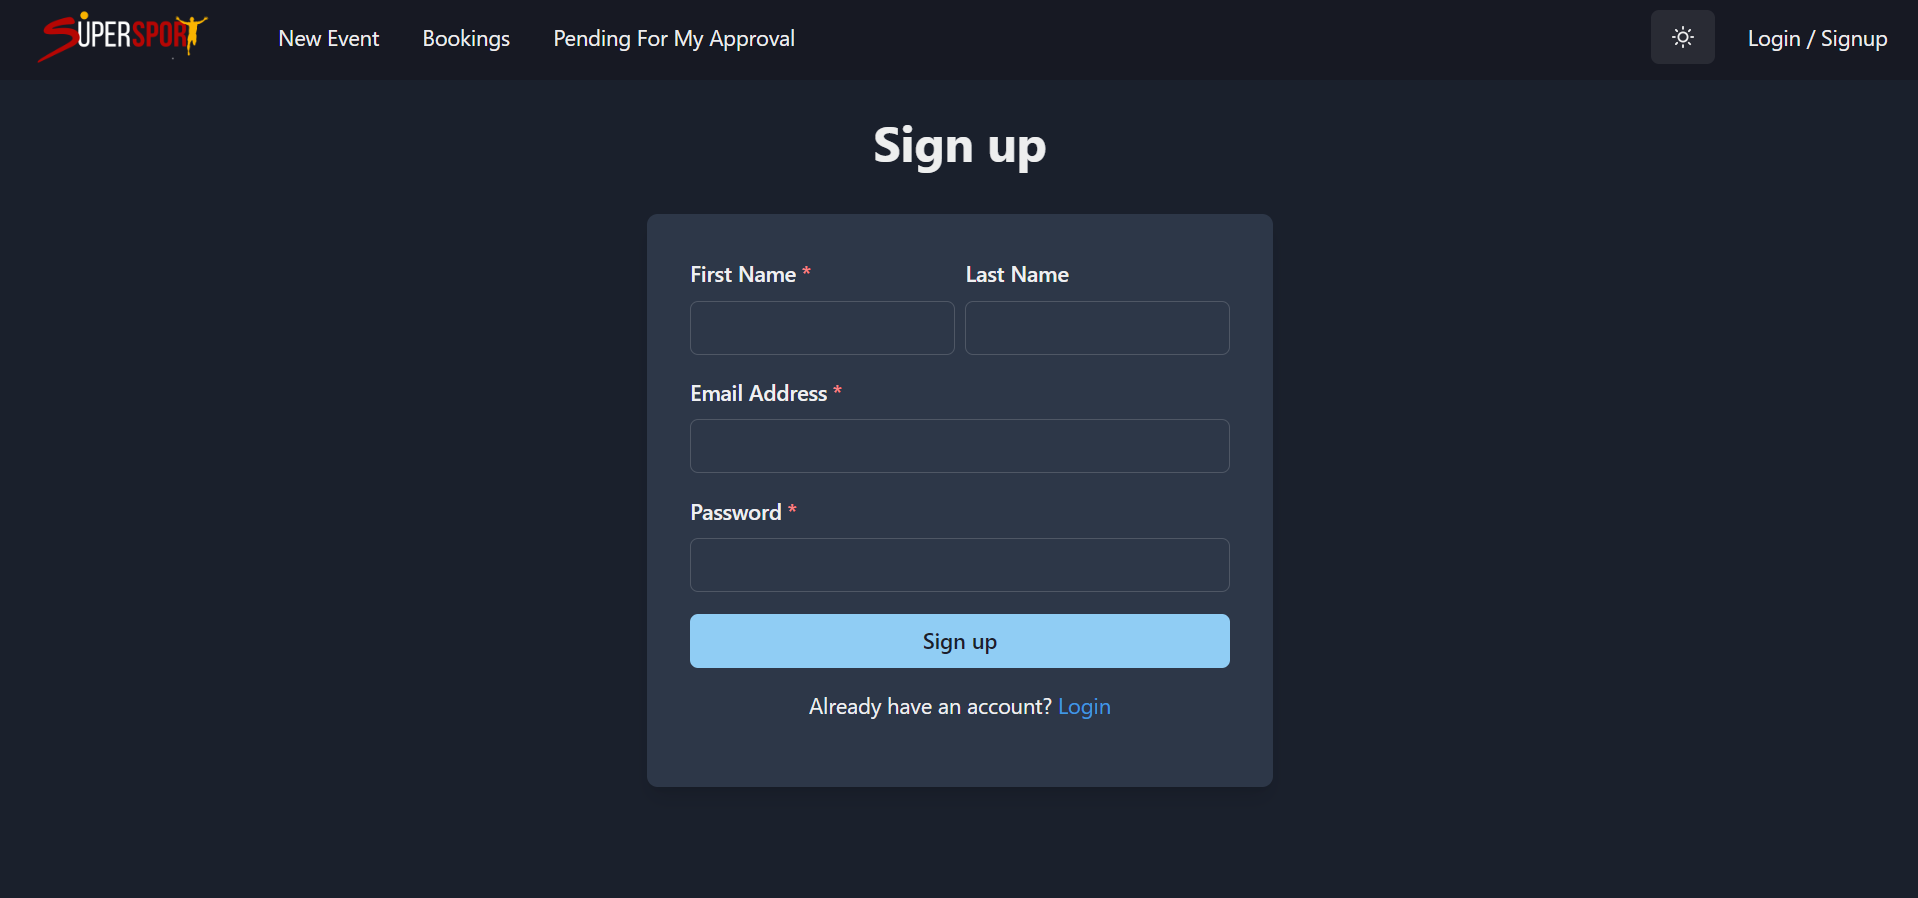 SUPERSPORT New Event Bookings Pending For My Approval Login / Signup
Sign up
First Name * Last Name
Email Address *
Password *
Sign up
Already have an account? Login